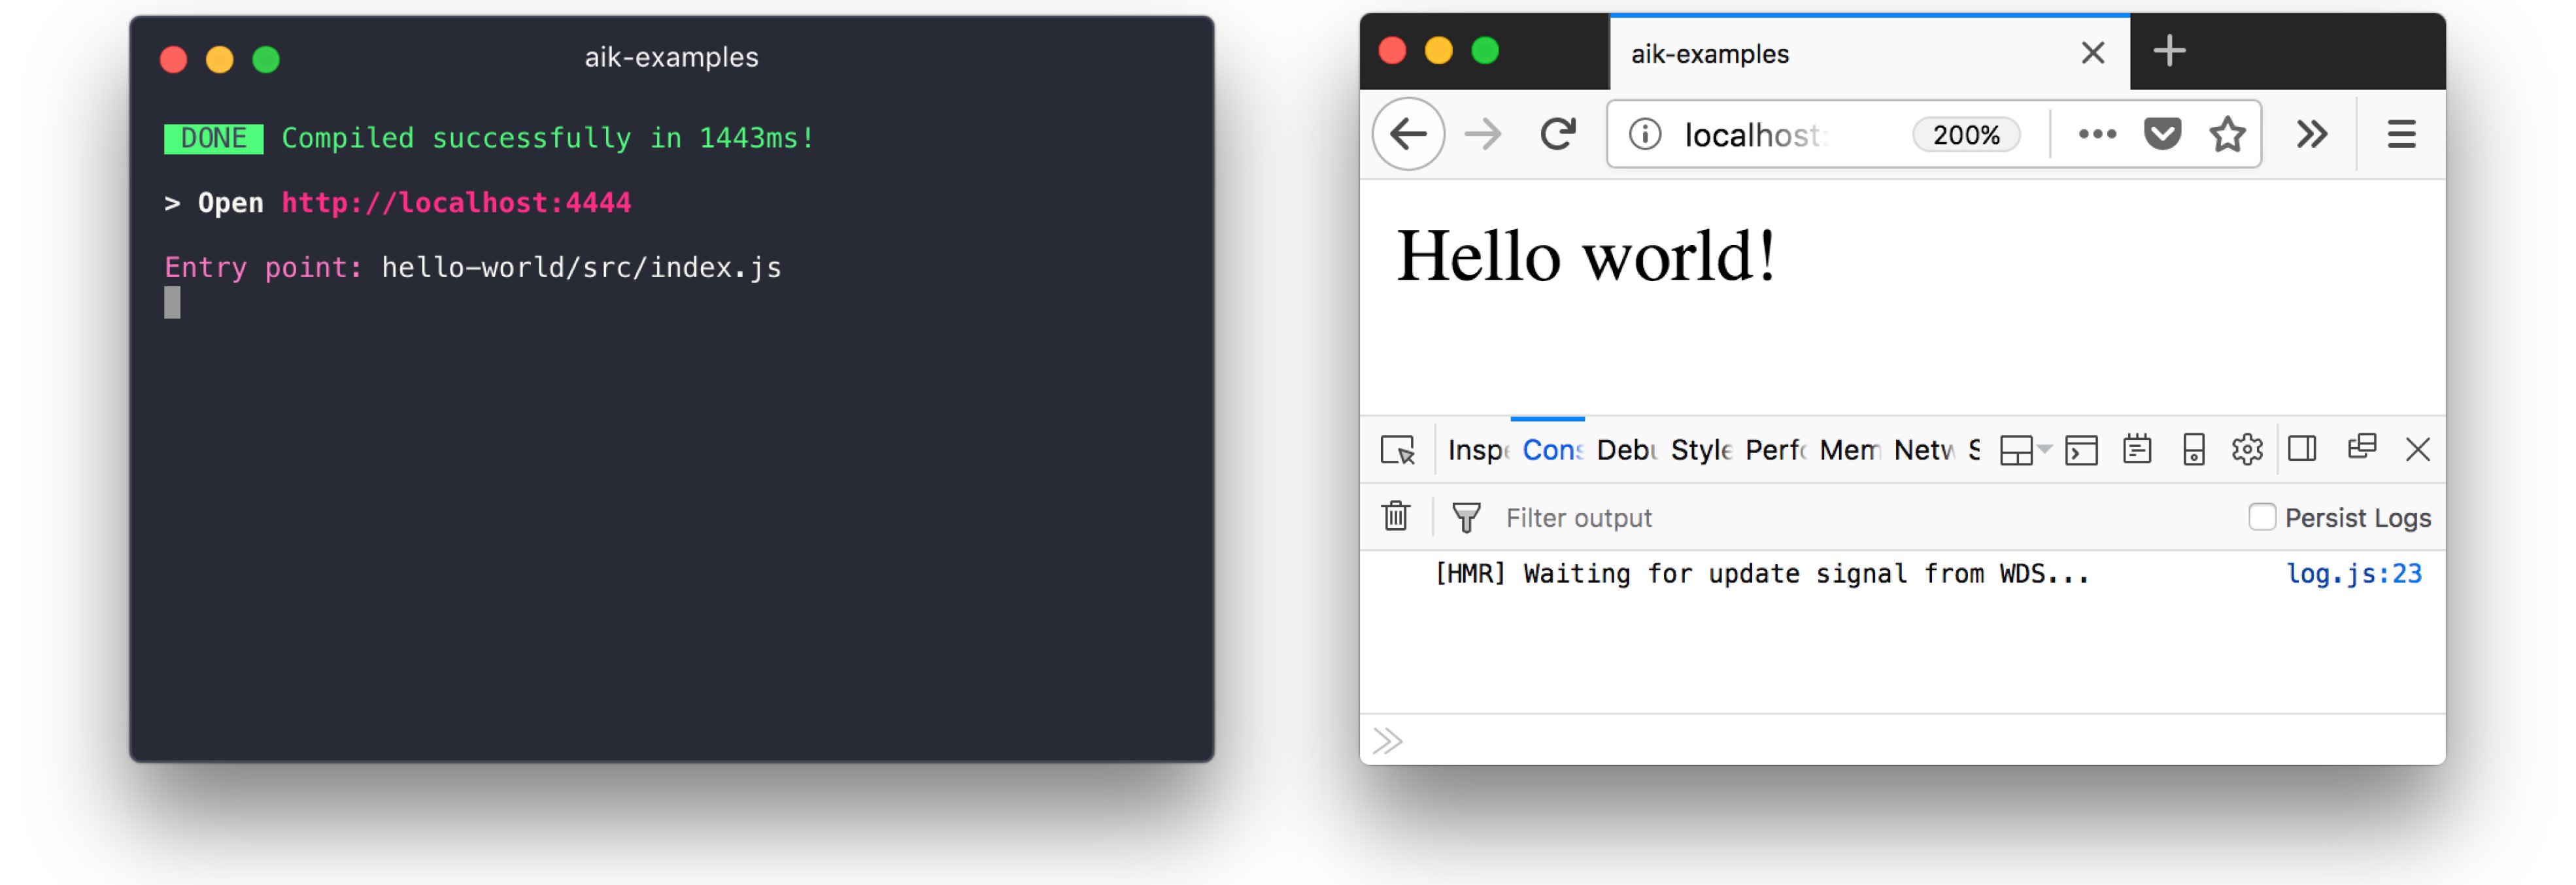 aik-examples
DONE Compiled successfully in 1443ms!
> Open http://localhost:4444
Entry point: hello-world/src/index.js
aik-examples
localhost: 200%
Hello world!
Insp Cons Deb Style Perf Mem Netw S
Filter output Persist Logs
[HMR] Waiting for update signal from WDS... log.js:23